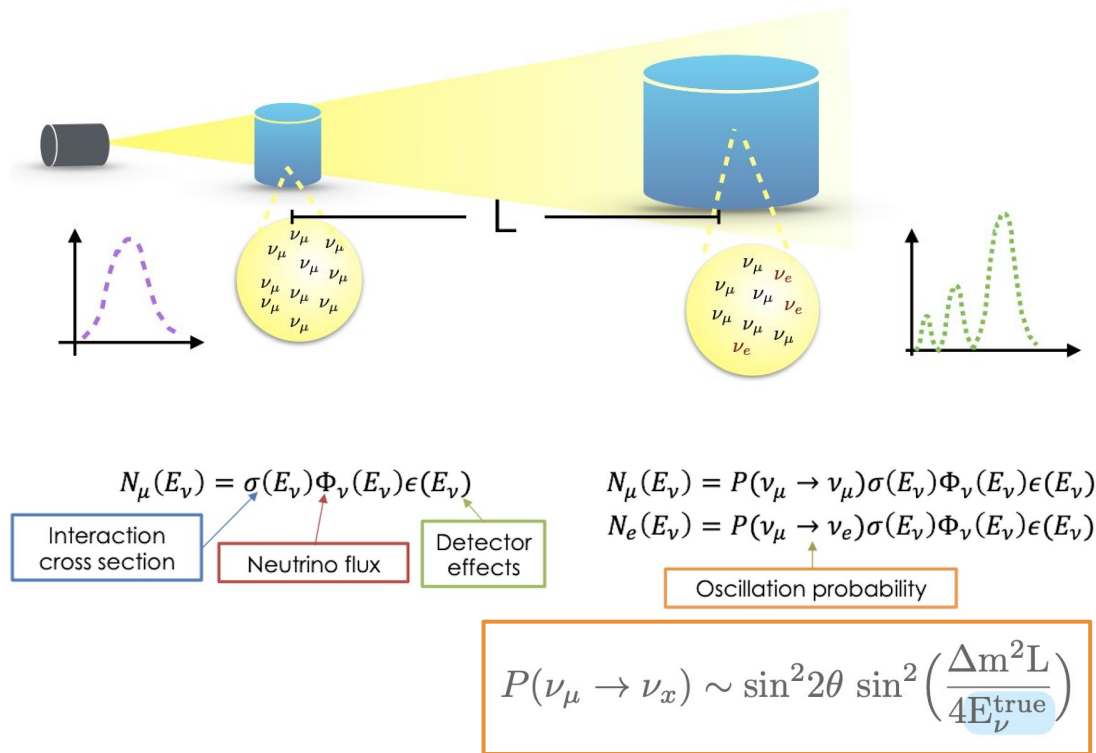 L
ν_μ
ν_μ ν_μ
ν_μ ν_μ
ν_μ ν_μ
ν_μ ν_μ ν_μ
ν_μ
ν_μ ν_e
ν_μ ν_μ ν_e
ν_μ ν_μ ν_μ
ν_e
N_μ(E_ν) = σ(E_ν)Φ_ν(E_ν)ϵ(E_ν)
Interaction
cross section
Neutrino flux
Detector
effects
N_μ(E_ν) = P(ν_μ → ν_μ)σ(E_ν)Φ_ν(E_ν)ϵ(E_ν)
N_e(E_ν) = P(ν_μ → ν_e)σ(E_ν)Φ_ν(E_ν)ϵ(E_ν)
Oscillation probability
P(ν_μ → ν_x) ∼ sin²2θ sin²(Δm²L / 4E_ν^true)